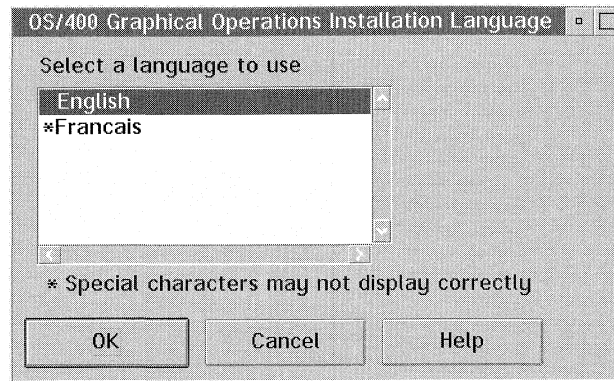 OS/400 Graphical Operations Installation Language
Select a language to use
English
*Francais
* Special characters may not display correctly
OK
Cancel
Help